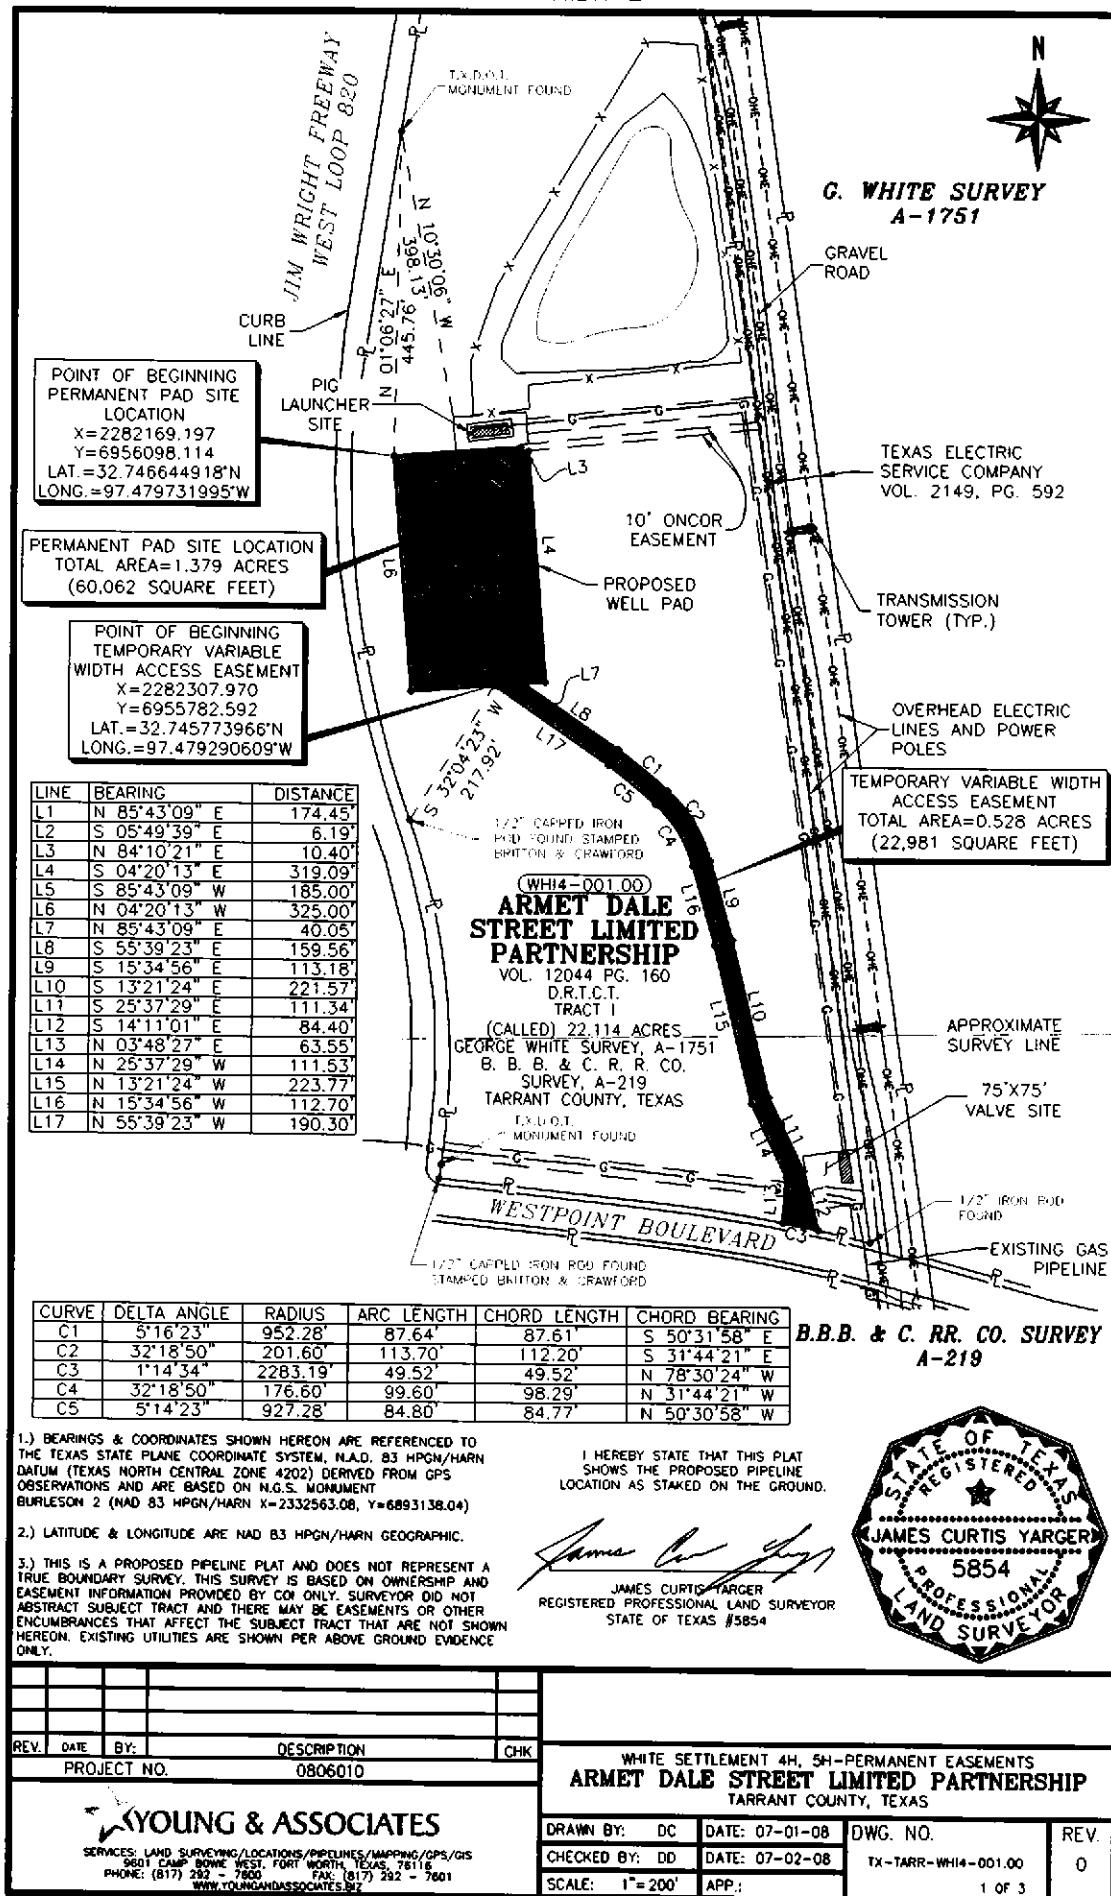 N
JIM WRIGHT FREEWAY
WEST LOOP 820
T.X.D.O.T.
MONUMENT FOUND
G. WHITE SURVEY
A-1751
GRAVEL
ROAD
CURB
LINE
N 10°30'06" W
398.13'
N 01°06'27" E
445.76'
PIG
LAUNCHER
SITE
POINT OF BEGINNING
PERMANENT PAD SITE
LOCATION
X=2282169.197
Y=6956098.114
LAT.=32.746644918°N
LONG.=97.479731995°W
L3
TEXAS ELECTRIC
SERVICE COMPANY
VOL. 2149, PG. 592
10' ONCOR
EASEMENT
PERMANENT PAD SITE LOCATION
TOTAL AREA=1.379 ACRES
(60,062 SQUARE FEET)
L6
L4
PROPOSED
WELL PAD
TRANSMISSION
TOWER (TYP.)
POINT OF BEGINNING
TEMPORARY VARIABLE
WIDTH ACCESS EASEMENT
X=2282307.970
Y=6955782.592
LAT.=32.745773966°N
LONG.=97.479290609°W
L7
L8
L17
C1
C5
C2
C4
S 32°04'23" W
217.92'
OVERHEAD ELECTRIC
LINES AND POWER
POLES
TEMPORARY VARIABLE WIDTH
ACCESS EASEMENT
TOTAL AREA=0.528 ACRES
(22,981 SQUARE FEET)
LINE BEARING DISTANCE
L1 N 85°43'09" E 174.45'
L2 S 05°49'39" E 6.19'
L3 N 84°10'21" E 10.40'
L4 S 04°20'13" E 319.09'
L5 S 85°43'09" W 185.00'
L6 N 04°20'13" W 325.00'
L7 N 85°43'09" E 40.05'
L8 S 55°39'23" E 159.56'
L9 S 15°34'56" E 113.18'
L10 S 13°21'24" E 221.57'
L11 S 25°37'29" E 111.34'
L12 S 14°11'01" E 84.40'
L13 N 03°48'27" E 63.55'
L14 N 25°37'29" W 111.53'
L15 N 13°21'24" W 223.77'
L16 N 15°34'56" W 112.70'
L17 N 55°39'23" W 190.30'
1/2" CAPPED IRON
ROD FOUND STAMPED
BRITTON & CRAWFORD
WHI4-001.00
ARMET DALE
STREET LIMITED
PARTNERSHIP
VOL. 12044 PG. 160
D.R.T.C.T.
TRACT I
(CALLED) 22.114 ACRES
GEORGE WHITE SURVEY, A-1751
B. B. B. & C. R. R. CO.
SURVEY, A-219
TARRANT COUNTY, TEXAS
L16
L9
L15
L10
L14
L11
APPROXIMATE
SURVEY LINE
75'X75'
VALVE SITE
T.X.D.O.T.
MONUMENT FOUND
WESTPOINT BOULEVARD
C3
1/2" IRON ROD
FOUND
EXISTING GAS
PIPELINE
1/2" CAPPED IRON ROD FOUND
STAMPED BRITTON & CRAWFORD
CURVE DELTA ANGLE RADIUS ARC LENGTH CHORD LENGTH CHORD BEARING
C1 5°16'23" 952.28' 87.64' 87.61' S 50°31'58" E
C2 32°18'50" 201.60' 113.70' 112.20' S 31°44'21" E
C3 1°14'34" 2283.19' 49.52' 49.52' N 78°30'24" W
C4 32°18'50" 176.60' 99.60' 98.29' N 31°44'21" W
C5 5°14'23" 927.28' 84.80' 84.77' N 50°30'58" W
B.B.B. & C. RR. CO. SURVEY
A-219
1.) BEARINGS & COORDINATES SHOWN HEREON ARE REFERENCED TO
THE TEXAS STATE PLANE COORDINATE SYSTEM, N.A.D. 83 HPGN/HARN
DATUM (TEXAS NORTH CENTRAL ZONE 4202) DERIVED FROM GPS
OBSERVATIONS AND ARE BASED ON N.G.S. MONUMENT
BURLESON 2 (NAD 83 HPGN/HARN X=2332563.08, Y=6893138.04)
2.) LATITUDE & LONGITUDE ARE NAD 83 HPGN/HARN GEOGRAPHIC.
3.) THIS IS A PROPOSED PIPELINE PLAT AND DOES NOT REPRESENT A
TRUE BOUNDARY SURVEY. THIS SURVEY IS BASED ON OWNERSHIP AND
EASEMENT INFORMATION PROVIDED BY COI ONLY. SURVEYOR DID NOT
ABSTRACT SUBJECT TRACT AND THERE MAY BE EASEMENTS OR OTHER
ENCUMBRANCES THAT AFFECT THE SUBJECT TRACT THAT ARE NOT SHOWN
HEREON. EXISTING UTILITIES ARE SHOWN PER ABOVE GROUND EVIDENCE
ONLY.
I HEREBY STATE THAT THIS PLAT
SHOWS THE PROPOSED PIPELINE
LOCATION AS STAKED ON THE GROUND.
JAMES CURTIS YARGER
REGISTERED PROFESSIONAL LAND SURVEYOR
STATE OF TEXAS #5854
STATE OF TEXAS
REGISTERED
JAMES CURTIS YARGER
5854
PROFESSIONAL
LAND SURVEYOR
REV. DATE BY: DESCRIPTION CHK
PROJECT NO. 0806010
YOUNG & ASSOCIATES
SERVICES: LAND SURVEYING/LOCATIONS/PIPELINES/MAPPING/GPS/GIS
9601 CAMP BOWIE WEST, FORT WORTH, TEXAS, 76116
PHONE: (817) 292 - 7600 FAX: (817) 292 - 7601
WWW.YOUNGANDASSOCIATES.BIZ
WHITE SETTLEMENT 4H, 5H-PERMANENT EASEMENTS
ARMET DALE STREET LIMITED PARTNERSHIP
TARRANT COUNTY, TEXAS
DRAWN BY: DC DATE: 07-01-08 DWG. NO. REV.
CHECKED BY: DD DATE: 07-02-08 TX-TARR-WHI4-001.00 0
SCALE: 1"=200' APP.: 1 OF 3